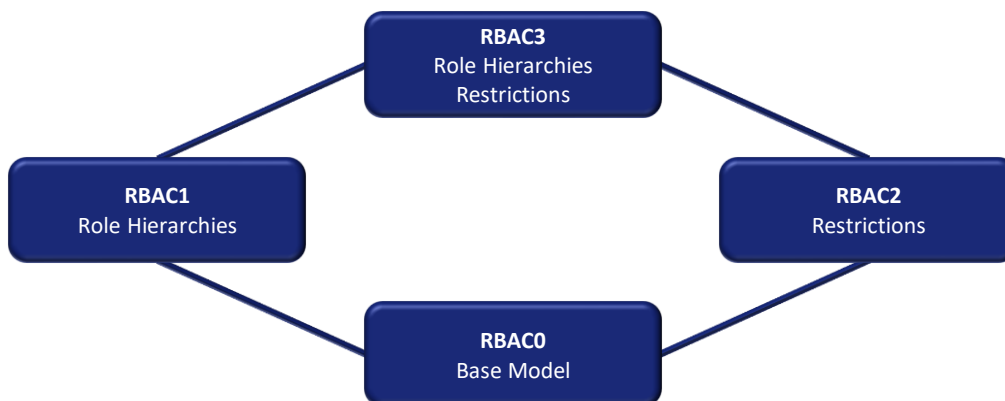 RBAC3
Role Hierarchies
Restrictions
RBAC1
Role Hierarchies
RBAC2
Restrictions
RBAC0
Base Model